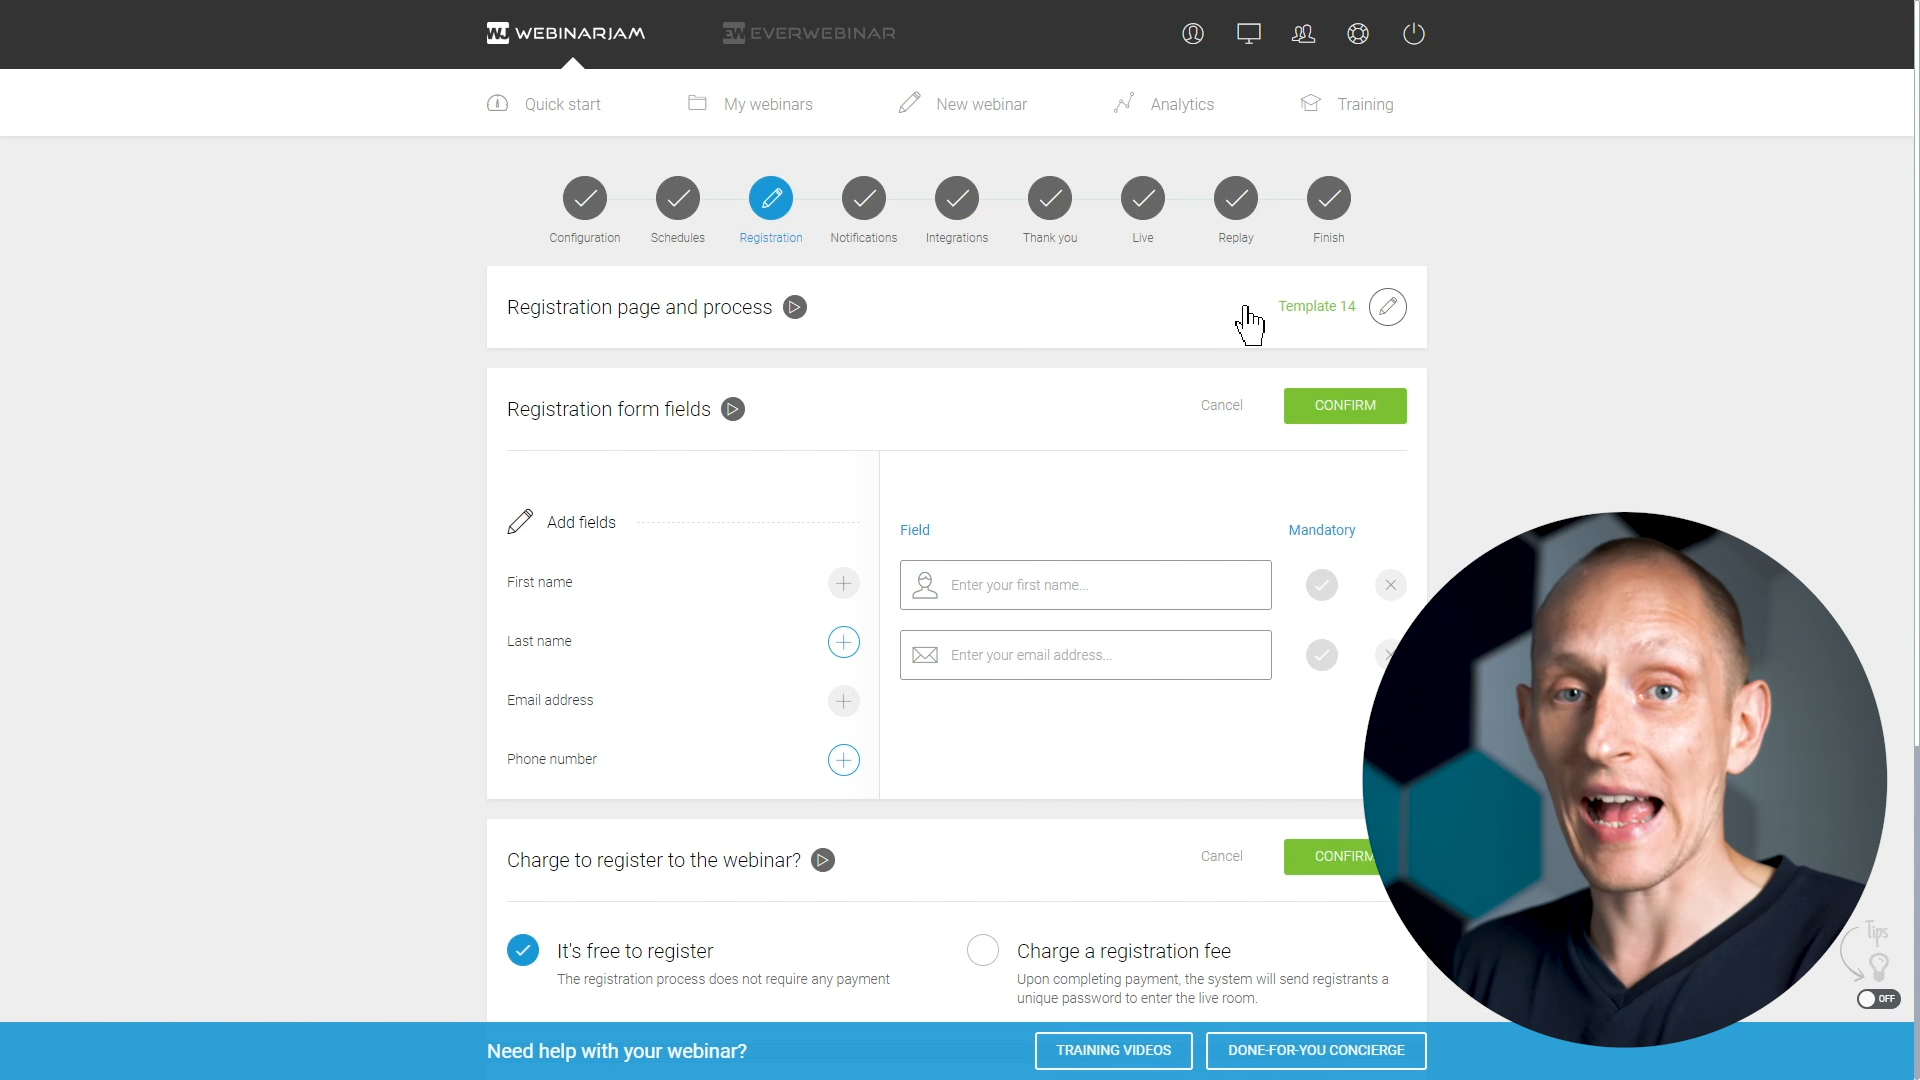 WJ WEBINARJAM
EW EVERWEBINAR
Quick start
My webinars
New webinar
Analytics
Training
Configuration
Schedules
Registration
Notifications
Integrations
Thank you
Live
Replay
Finish
Registration page and process
Template 14
Registration form fields
Cancel
CONFIRM
Add fields
Field
Mandatory
First name
Enter your first name...
Last name
Enter your email address...
Email address
Phone number
Charge to register to the webinar?
Cancel
CONFIRM
It's free to register
The registration process does not require any payment
Charge a registration fee
Upon completing payment, the system will send registrants a
unique password to enter the live room.
Tips
OFF
Need help with your webinar?
TRAINING VIDEOS
DONE-FOR-YOU CONCIERGE